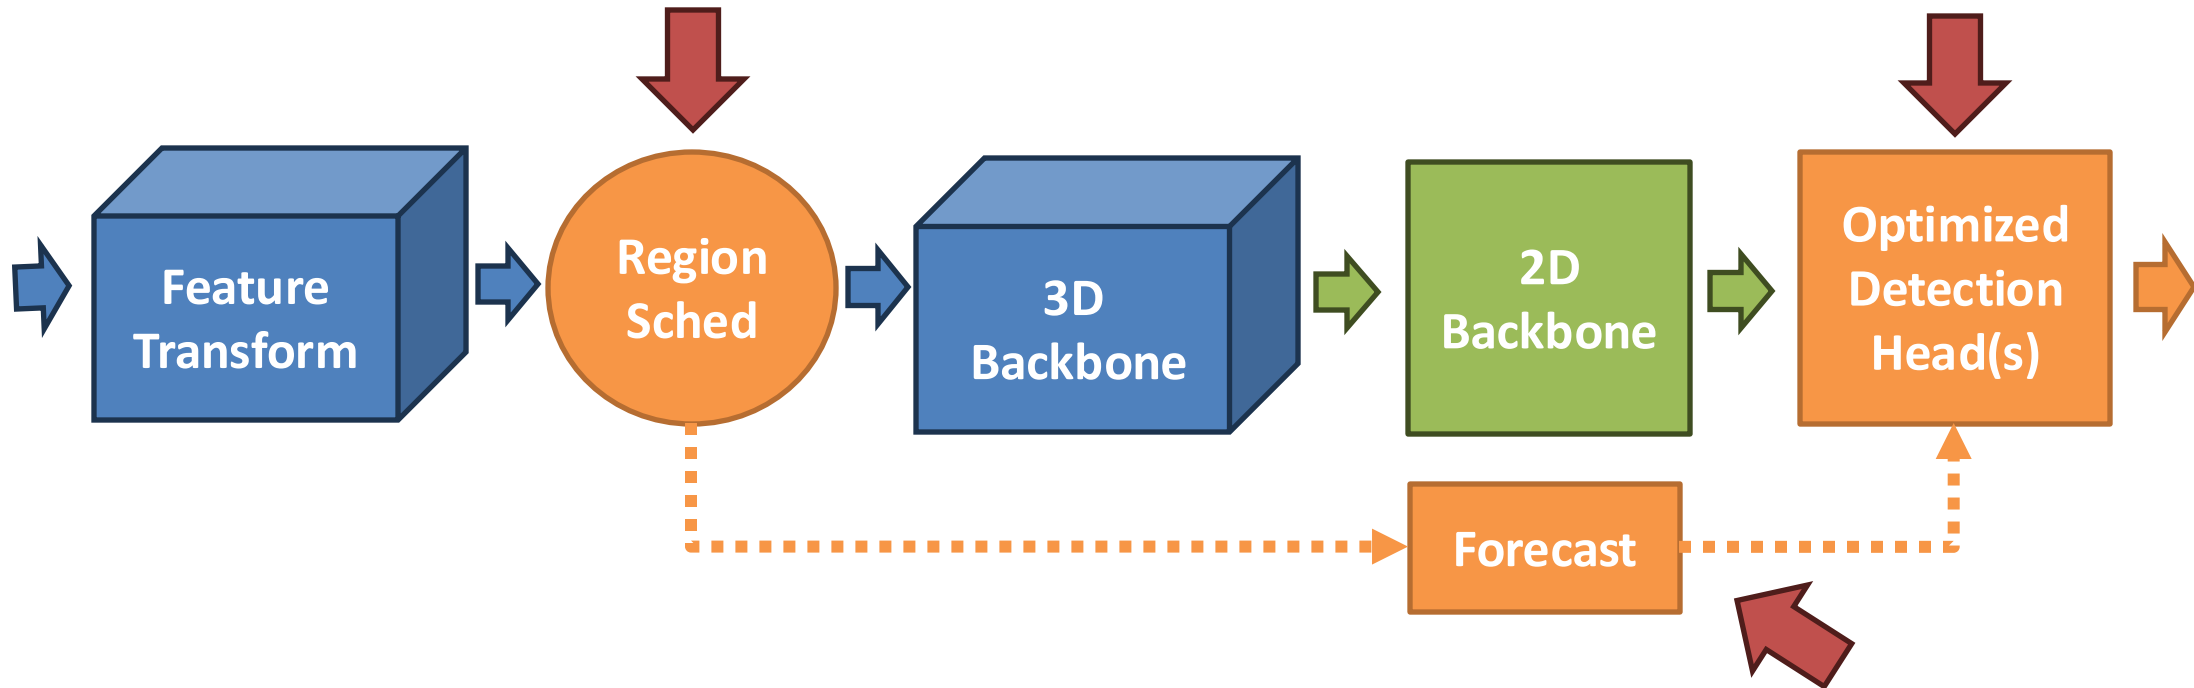 Feature
Transform
Region
Sched
3D
Backbone
2D
Backbone
Optimized
Detection
Head(s)
Forecast